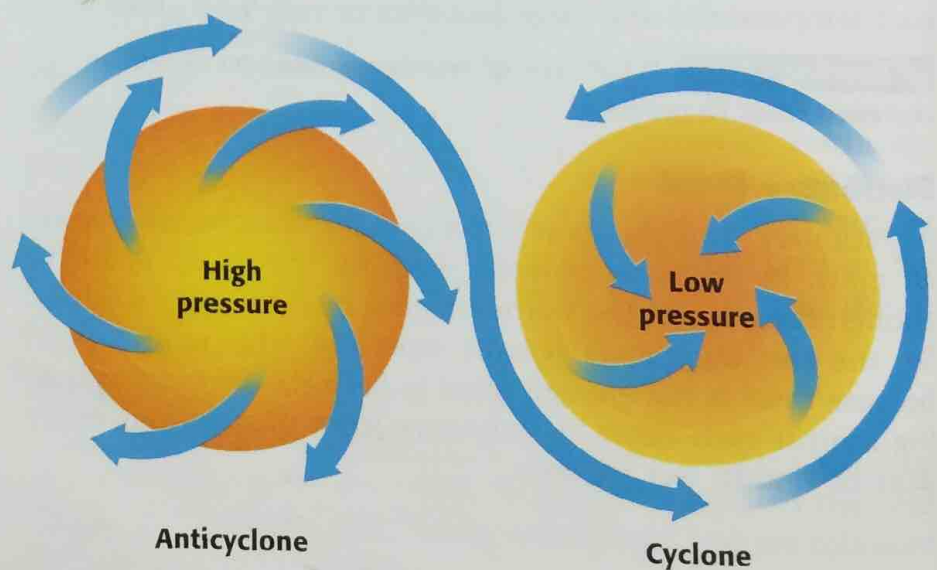 High
pressure
Low
pressure
Anticyclone
Cyclone